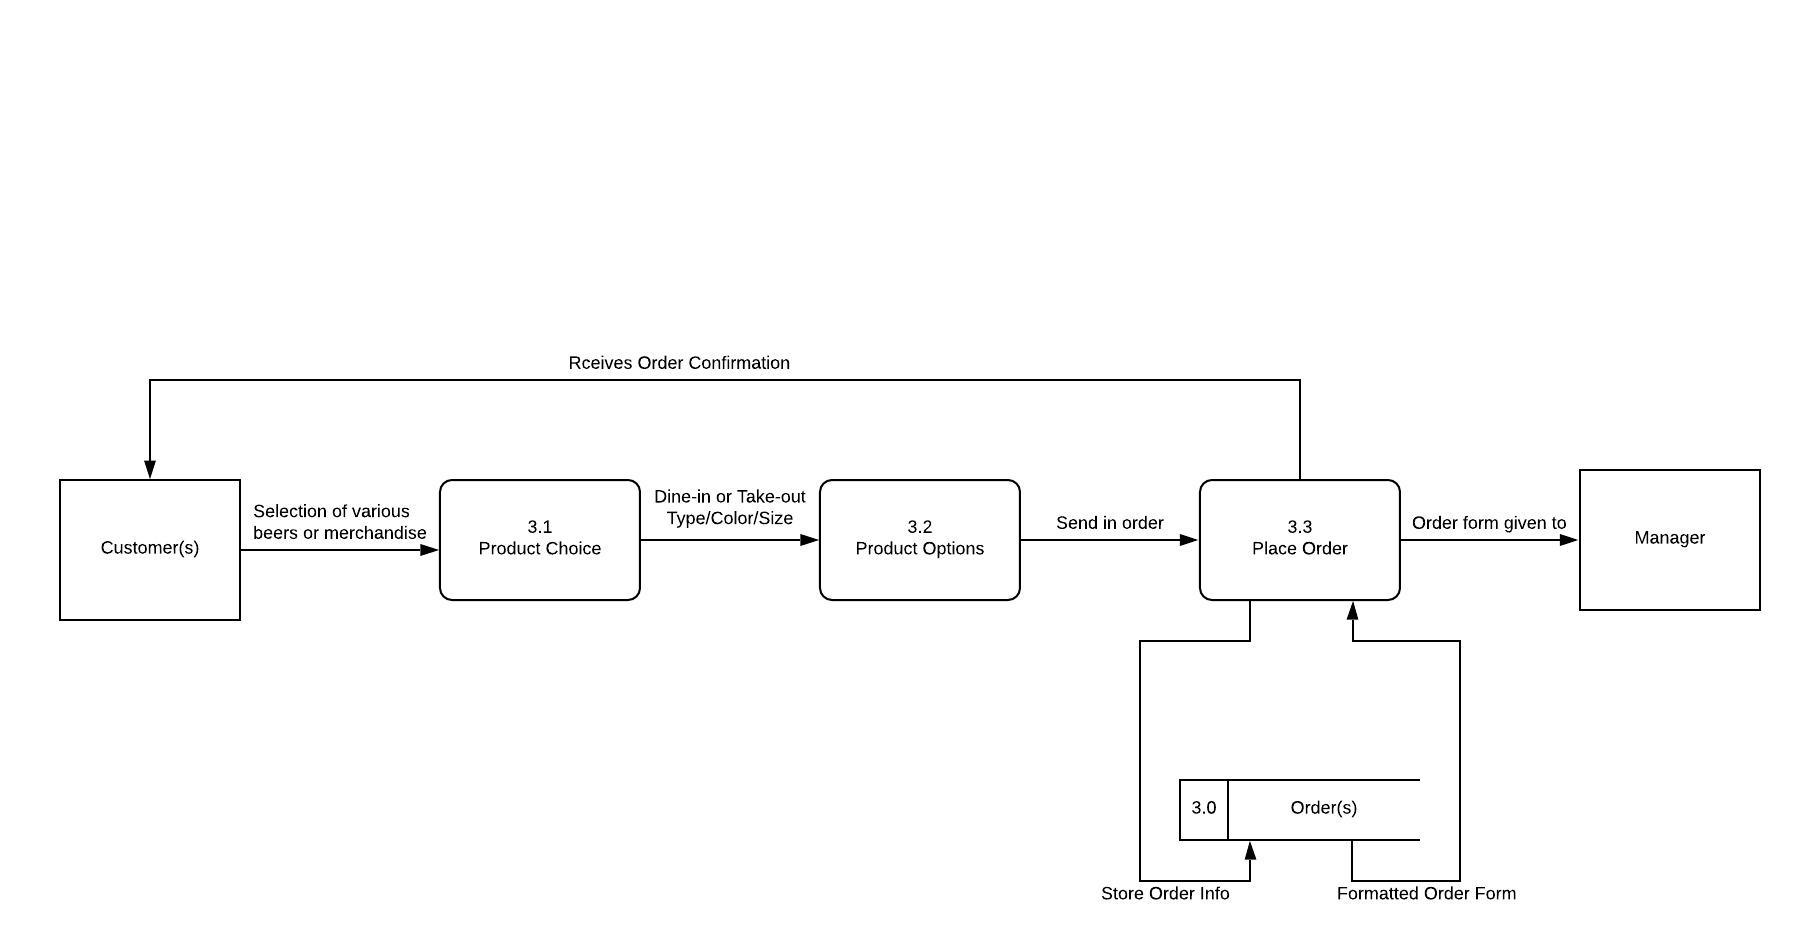 Rceives Order Confirmation
Customer(s)
Selection of various
beers or merchandise
3.1
Product Choice
Dine-in or Take-out
Type/Color/Size
3.2
Product Options
Send in order
3.3
Place Order
Order form given to
Manager
3.0
Order(s)
Store Order Info
Formatted Order Form